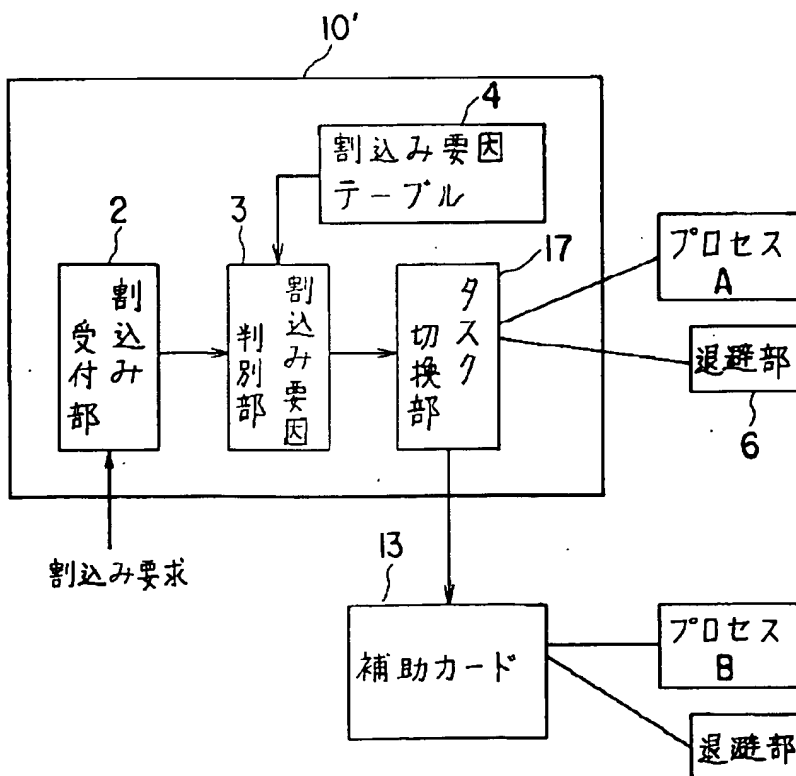 10'
4
割込み要因
テーブル
2
割込み
受付部
3
割込み要因
判別部
17
タスク
切換部
プロセス
A
退避部
6
割込み要求
13
補助カード
プロセス
B
退避部